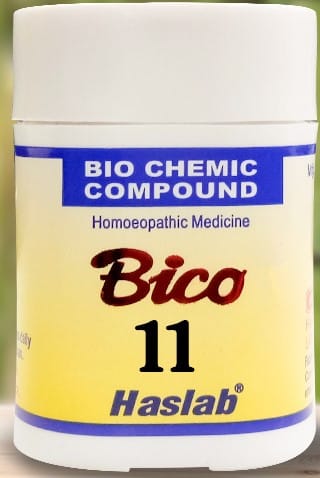 BIO CHEMIC
COMPOUND
Homoeopathic Medicine
Bico
11
Haslab®